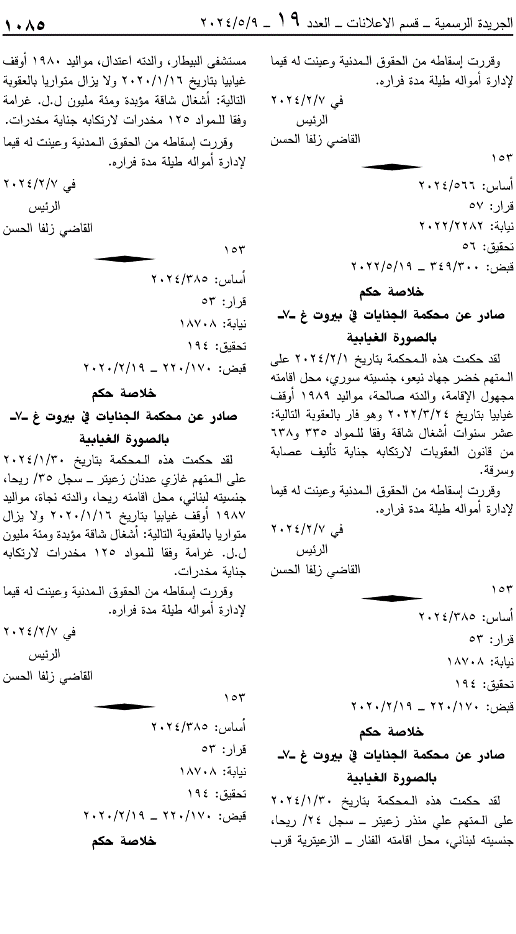 الجريدة الرسمية ــ قسم الاعلانات ــ العدد ١٩ ــ ٢٠٢٤/٥/٩
١٠٨٥
وقررت إسقاطه من الحقوق المدنية وعينت له قيما
لإدارة أمواله طيلة مدة فراره.
في ٢٠٢٤/٢/٧
الرئيس
القاضي زلفا الحسن
١٥٣
أساس: ٢٠٢٤/٥٦٦
قرار: ٥٧
نيابة: ٢٠٢٢/٢٢٨٢
تحقيق: ٥٦
قبض: ٣٤٩/٣٠٠ ــ ٢٠٢٢/٥/١٩
خلاصة حكم
صادر عن محكمة الجنايات في بيروت غ ــ٧ــ
بالصورة الغيابية
لقد حكمت هذه المحكمة بتاريخ ٢٠٢٤/٢/١ على
المتهم خضر جهاد نيعو، جنسيته سوري، محل اقامته
مجهول الإقامة، والدته صالحة، مواليد ١٩٨٩ أوقف
غيابيا بتاريخ ٢٠٢٢/٣/٢٤ وهو فار بالعقوبة التالية:
عشر سنوات أشغال شاقة وفقا للمواد ٣٣٥ و٦٣٨
من قانون العقوبات لارتكابه جناية تأليف عصابة
وسرقة.
وقررت إسقاطه من الحقوق المدنية وعينت له قيما
لإدارة أمواله طيلة مدة فراره.
في ٢٠٢٤/٢/٧
الرئيس
القاضي زلفا الحسن
١٥٣
أساس: ٢٠٢٤/٣٨٥
قرار: ٥٣
نيابة: ١٨٧٠٨
تحقيق: ١٩٤
قبض: ٢٢٠/١٧٠ ــ ٢٠٢٠/٢/١٩
خلاصة حكم
صادر عن محكمة الجنايات في بيروت غ ــ٧ــ
بالصورة الغيابية
لقد حكمت هذه المحكمة بتاريخ ٢٠٢٤/١/٣٠
على المتهم علي منذر زعيتر ــ سجل ٢٤/ ريحا،
جنسيته لبناني، محل اقامته الفنار ــ الزعيترية قرب
مستشفى البيطار، والدته اعتدال، مواليد ١٩٨٠ أوقف
غيابيا بتاريخ ٢٠٢٠/١/١٦ ولا يزال متواريا بالعقوبة
التالية: أشغال شاقة مؤبدة ومئة مليون ل.ل. غرامة
وفقا للمواد ١٢٥ مخدرات لارتكابه جناية مخدرات.
وقررت إسقاطه من الحقوق المدنية وعينت له قيما
لإدارة أمواله طيلة مدة فراره.
في ٢٠٢٤/٢/٧
الرئيس
القاضي زلفا الحسن
١٥٣
أساس: ٢٠٢٤/٣٨٥
قرار: ٥٣
نيابة: ١٨٧٠٨
تحقيق: ١٩٤
قبض: ٢٢٠/١٧٠ ــ ٢٠٢٠/٢/١٩
خلاصة حكم
صادر عن محكمة الجنايات في بيروت غ ــ٧ــ
بالصورة الغيابية
لقد حكمت هذه المحكمة بتاريخ ٢٠٢٤/١/٣٠
على المتهم غازي عدنان زعيتر ــ سجل ٣٥/ ريحا،
جنسيته لبناني، محل اقامته ريحا، والدته نجاة، مواليد
١٩٨٧ أوقف غيابيا بتاريخ ٢٠٢٠/١/١٦ ولا يزال
متواريا بالعقوبة التالية: أشغال شاقة مؤبدة ومئة مليون
ل.ل. غرامة وفقا للمواد ١٢٥ مخدرات لارتكابه
جناية مخدرات.
وقررت إسقاطه من الحقوق المدنية وعينت له قيما
لإدارة أمواله طيلة مدة فراره.
في ٢٠٢٤/٢/٧
الرئيس
القاضي زلفا الحسن
١٥٣
أساس: ٢٠٢٤/٣٨٥
قرار: ٥٣
نيابة: ١٨٧٠٨
تحقيق: ١٩٤
قبض: ٢٢٠/١٧٠ ــ ٢٠٢٠/٢/١٩
خلاصة حكم